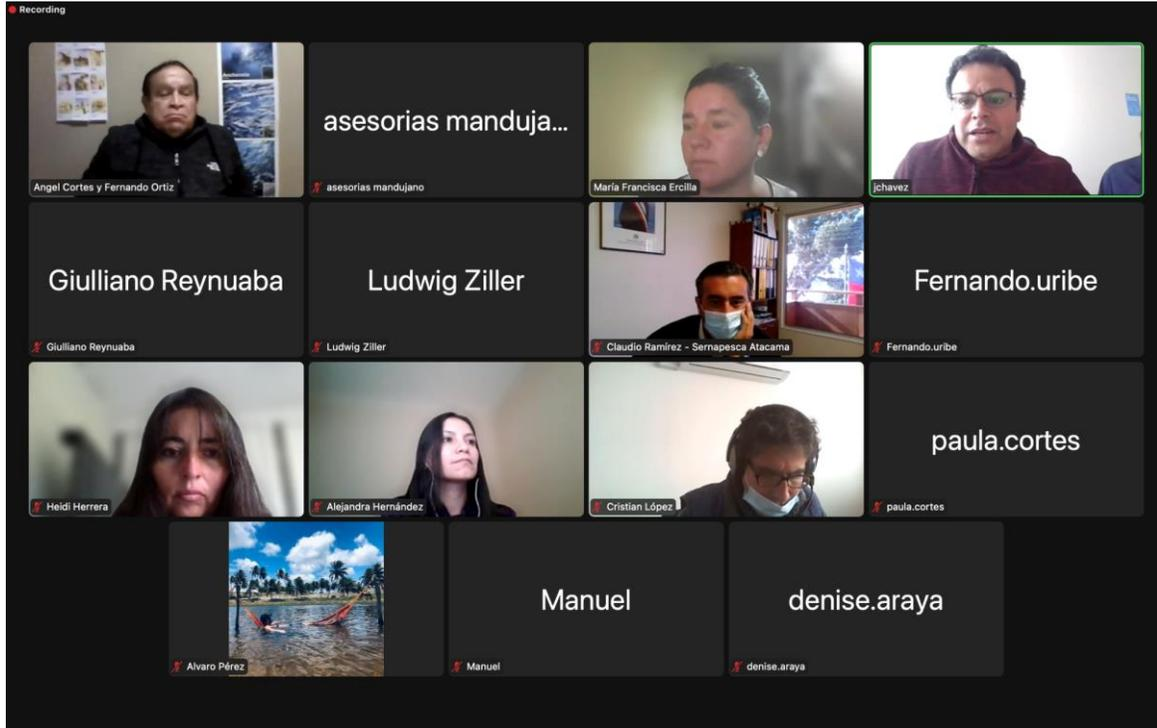 Recording
Angel Cortes y Fernando Ortiz
asesorias manduja...
asesorias mandujano
María Francisca Ercilla
jchavez
Giulliano Reynuaba
Giulliano Reynuaba
Ludwig Ziller
Ludwig Ziller
Claudio Ramírez - Sernapesca Atacama
Fernando.uribe
Fernando.uribe
Heidi Herrera
Alejandra Hernández
Cristian López
paula.cortes
paula.cortes
Alvaro Pérez
Manuel
Manuel
denise.araya
denise.araya